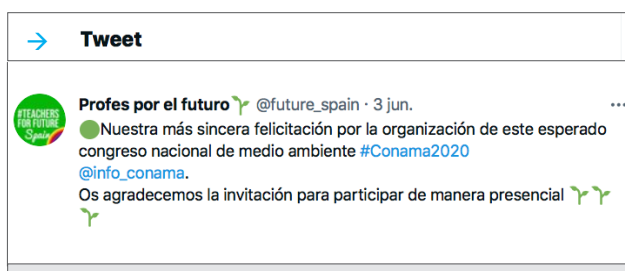 Tweet
#TEACHERS
FOR FUTURE
Spain
Profes por el futuro🌱 @future_spain · 3 jun.
🟢Nuestra más sincera felicitación por la organización de este esperado
congreso nacional de medio ambiente #Conama2020
@info_conama.
Os agradecemos la invitación para participar de manera presencial 🌱🌱
🌱